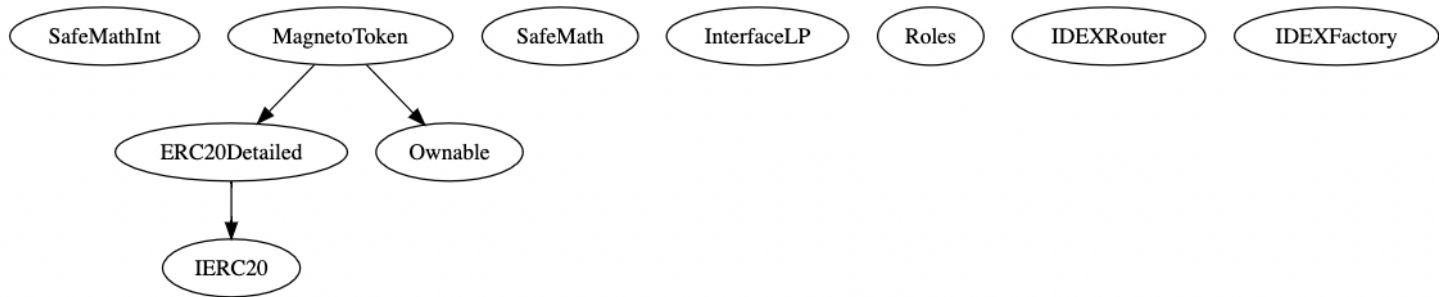 SafeMathInt
MagnetoToken
SafeMath
InterfaceLP
Roles
IDEXRouter
IDEXFactory
ERC20Detailed
Ownable
IERC20